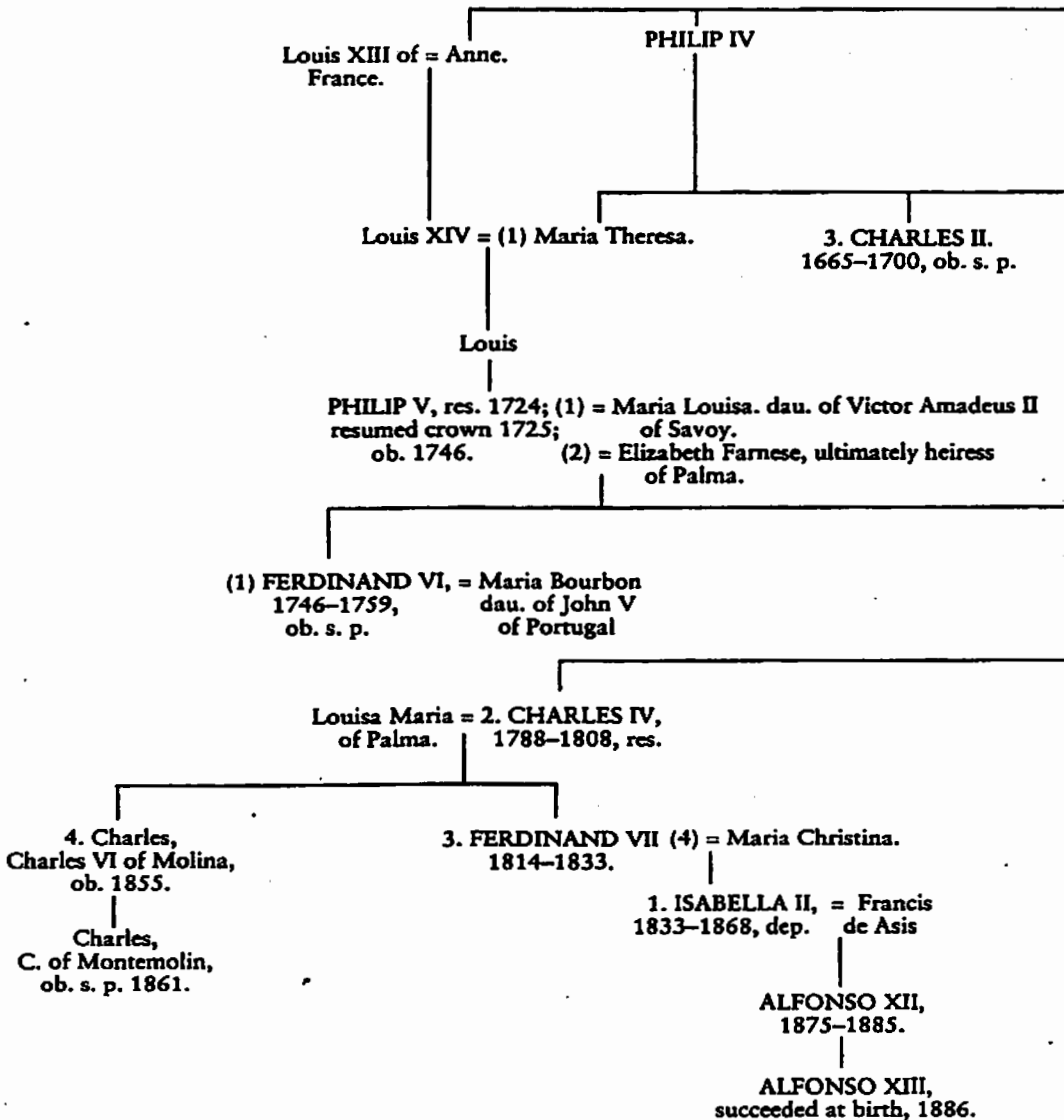 Louis XIII of = Anne.
France.
PHILIP IV
Louis XIV = (1) Maria Theresa.
3. CHARLES II.
1665–1700, ob. s. p.
Louis
PHILIP V, res. 1724; (1) = Maria Louisa. dau. of Victor Amadeus II
resumed crown 1725; of Savoy.
ob. 1746. (2) = Elizabeth Farnese, ultimately heiress
of Palma.
(1) FERDINAND VI, = Maria Bourbon
1746–1759, dau. of John V
ob. s. p. of Portugal
Louisa Maria = 2. CHARLES IV,
of Palma. 1788–1808, res.
4. Charles,
Charles VI of Molina,
ob. 1855.
3. FERDINAND VII (4) = Maria Christina.
1814–1833.
1. ISABELLA II, = Francis
1833–1868, dep. de Asis
Charles,
C. of Montemolin,
ob. s. p. 1861.
ALFONSO XII,
1875–1885.
ALFONSO XIII,
succeeded at birth, 1886.